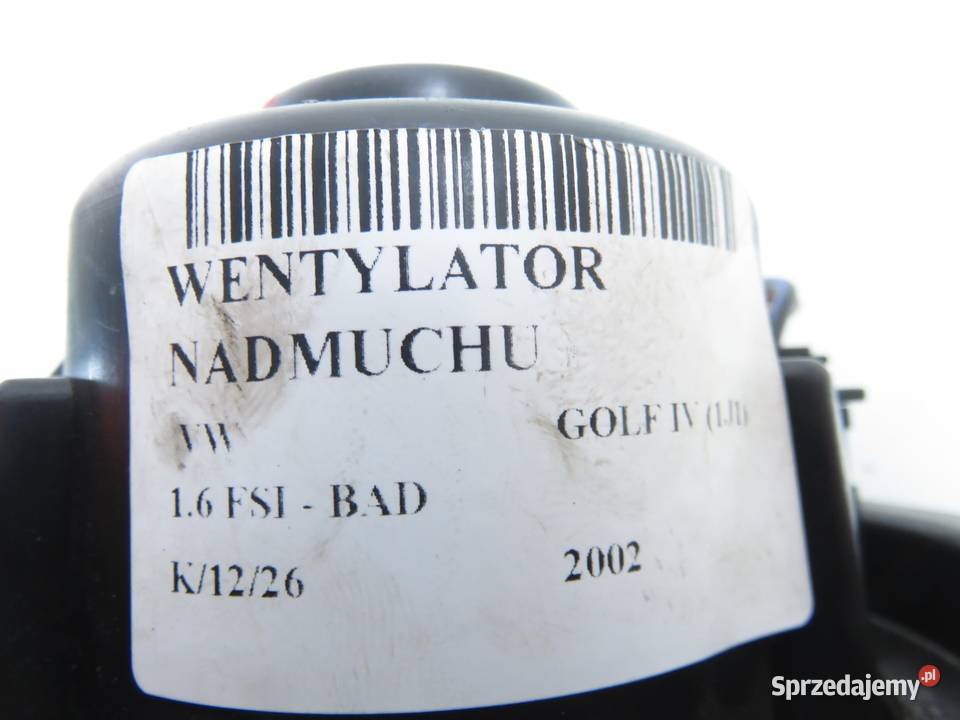 WENTYLATOR
NADMUCHU
VW GOLF IV (1J1)
1.6 FSI - BAD
K/12/26 2002
Sprzedajemy.pl